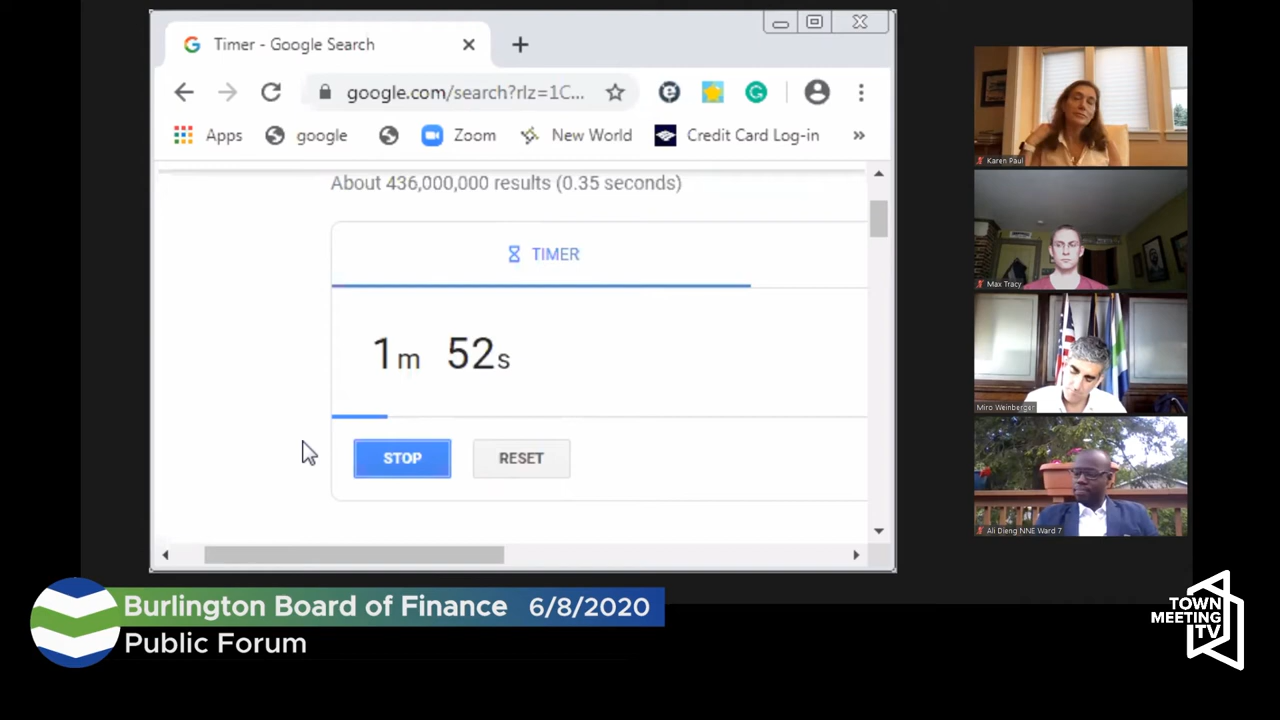 Timer - Google Search
google.com/search?rlz=1C...
Apps
google
Zoom
New World
Credit Card Log-in
»
About 436,000,000 results (0.35 seconds)
TIMER
1m 52s
STOP
RESET
Karen Paul
Max Tracy
Miro Weinberger
Ali Dieng NNE Ward 7
Burlington Board of Finance 6/8/2020
Public Forum
TOWN
MEETING
TV